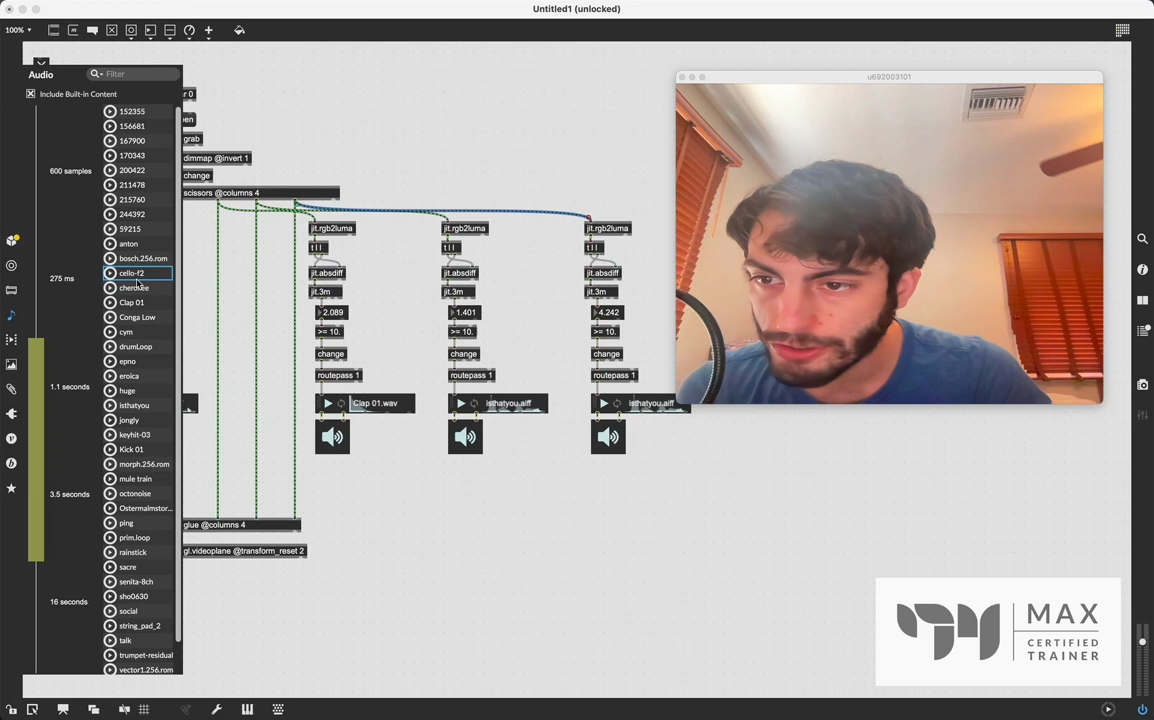 Untitled1 (unlocked)
100%
Audio
Filter
Include Built-in Content
600 samples
275 ms
1.1 seconds
3.5 seconds
16 seconds
152355
156681
167900
170343
200422
211478
215760
244392
59215
anton
bosch.256.rom
cello-f2
cherokee
Clap 01
Conga Low
cym
drumLoop
epno
eroica
huge
isthatyou
jongly
keyhit-03
Kick 01
morph.256.rom
mule train
octonoise
Ostermalmstor...
ping
prim.loop
rainstick
sacre
senita-8ch
sho0630
social
string_pad_2
talk
trumpet-residual
vector1.256.rom
r 0
pen
grab
dimmap @invert 1
change
scissors @columns 4
jit.rgb2luma
jit.rgb2luma
jit.rgb2luma
t l l
t l l
t l l
jit.absdiff
jit.absdiff
jit.absdiff
jit.3m
jit.3m
jit.3m
2.089
1.401
4.242
>= 10.
>= 10.
>= 10.
change
change
change
routepass 1
routepass 1
routepass 1
Clap 01.wav
isthatyou.aiff
isthatyou.aiff
glue @columns 4
gl.videoplane @transform_reset 2
u692003101
MAX
CERTIFIED
TRAINER